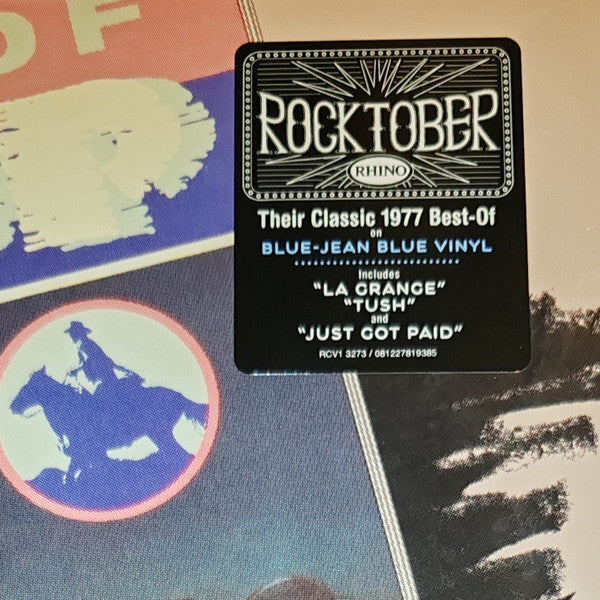 OF
ROCKTOBER
RHINO
Their Classic 1977 Best-Of
on
BLUE-JEAN BLUE VINYL
Includes
"LA GRANGE"
"TUSH"
and
"JUST GOT PAID"
RCV1 3273 / 081227819385